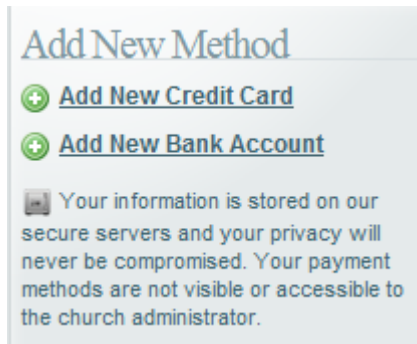 Add New Method
Add New Credit Card
Add New Bank Account
Your information is stored on our
secure servers and your privacy will
never be compromised. Your payment
methods are not visible or accessible to
the church administrator.